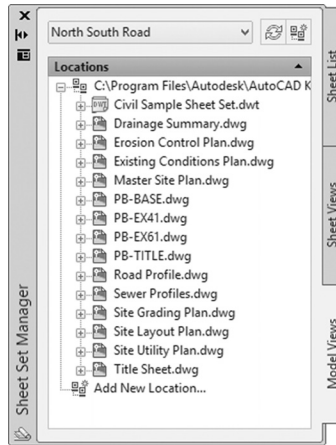 North South Road
Locations
C:\Program Files\Autodesk\AutoCAD K
Civil Sample Sheet Set.dwt
Drainage Summary.dwg
Erosion Control Plan.dwg
Existing Conditions Plan.dwg
Master Site Plan.dwg
PB-BASE.dwg
PB-EX41.dwg
PB-EX61.dwg
PB-TITLE.dwg
Road Profile.dwg
Sewer Profiles.dwg
Site Grading Plan.dwg
Site Layout Plan.dwg
Site Utility Plan.dwg
Title Sheet.dwg
Add New Location...
Sheet Set Manager
Sheet List
Sheet Views
Model Views